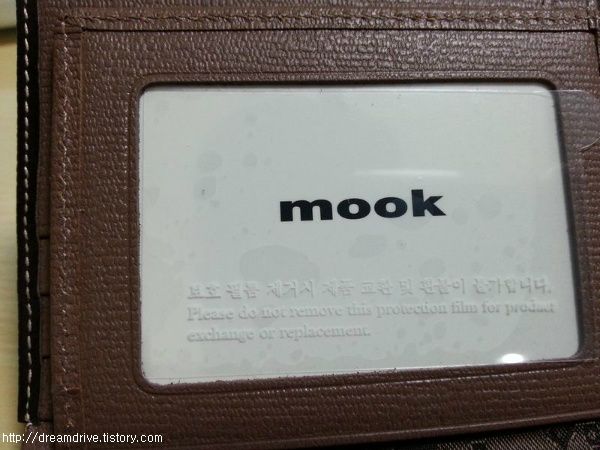 mook
보호 필름 제거시 제품 교환 및 환불이 불가합니다.
Please do not remove this protection film for product
exchange or replacement.
http://dreamdrive.tistory.com